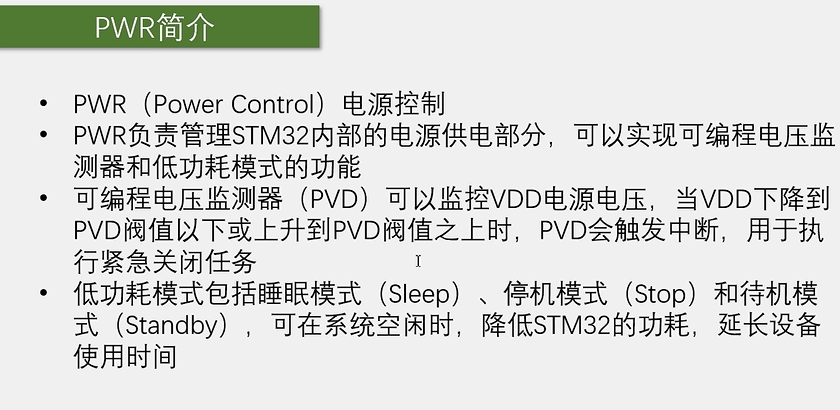 PWR简介
• PWR（Power Control）电源控制
• PWR负责管理STM32内部的电源供电部分，可以实现可编程电压监
测器和低功耗模式的功能
• 可编程电压监测器（PVD）可以监控VDD电源电压，当VDD下降到
PVD阀值以下或上升到PVD阀值之上时，PVD会触发中断，用于执
行紧急关闭任务
• 低功耗模式包括睡眠模式（Sleep）、停机模式（Stop）和待机模
式（Standby），可在系统空闲时，降低STM32的功耗，延长设备
使用时间